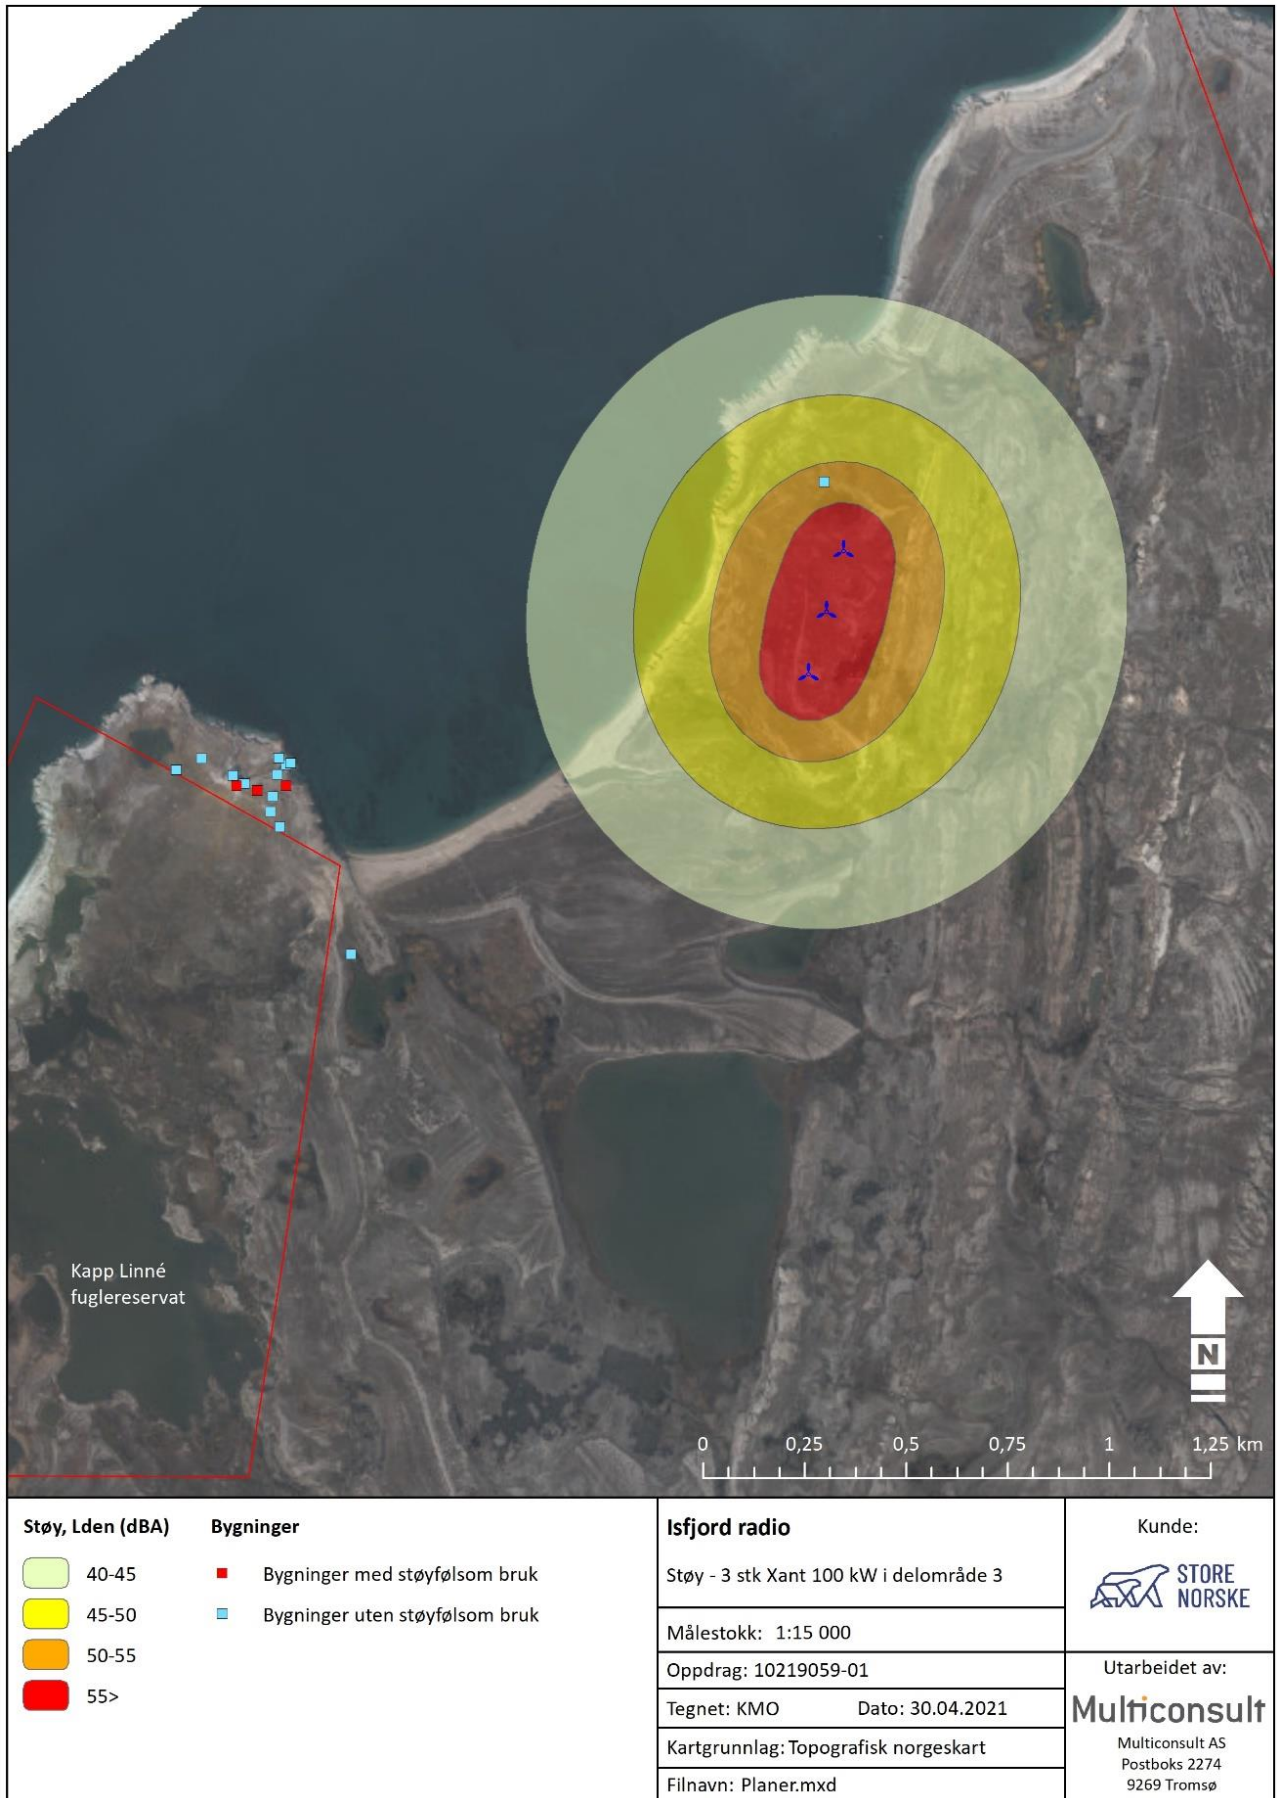 Kapp Linné
fuglereservat
N
0 0,25 0,5 0,75 1 1,25 km
Støy, Lden (dBA)
40-45
45-50
50-55
55>
Bygninger
Bygninger med støyfølsom bruk
Bygninger uten støyfølsom bruk
Isfjord radio
Støy - 3 stk Xant 100 kW i delområde 3
Målestokk: 1:15 000
Oppdrag: 10219059-01
Tegnet: KMO Dato: 30.04.2021
Kartgrunnlag: Topografisk norgeskart
Filnavn: Planer.mxd
Kunde:
STORE
NORSKE
Utarbeidet av:
Multiconsult
Multiconsult AS
Postboks 2274
9269 Tromsø